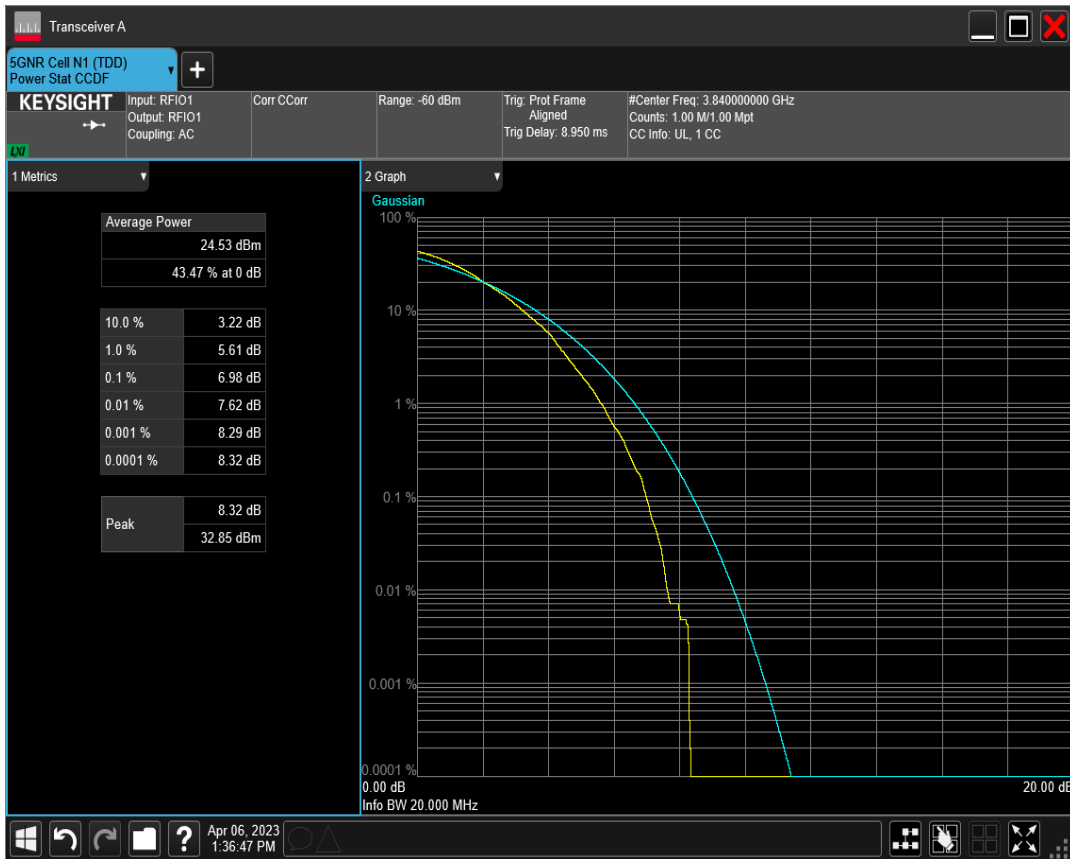 Transceiver A
5GNR Cell N1 (TDD)
Power Stat CCDF
+
KEYSIGHT
LXI
Input: RFIO1
Output: RFIO1
Coupling: AC
Corr CCorr
Range: -60 dBm
Trig: Prot Frame
Aligned
Trig Delay: 8.950 ms
#Center Freq: 3.840000000 GHz
Counts: 1.00 M/1.00 Mpt
CC Info: UL, 1 CC
1 Metrics
Average Power
24.53 dBm
43.47 % at 0 dB
10.0 % 3.22 dB
1.0 % 5.61 dB
0.1 % 6.98 dB
0.01 % 7.62 dB
0.001 % 8.29 dB
0.0001 % 8.32 dB
Peak
8.32 dB
32.85 dBm
2 Graph
Gaussian
100 %
10 %
1 %
0.1 %
0.01 %
0.001 %
0.0001 %
0.00 dB
20.00 dB
Info BW 20.000 MHz
?
Apr 06, 2023
1:36:47 PM